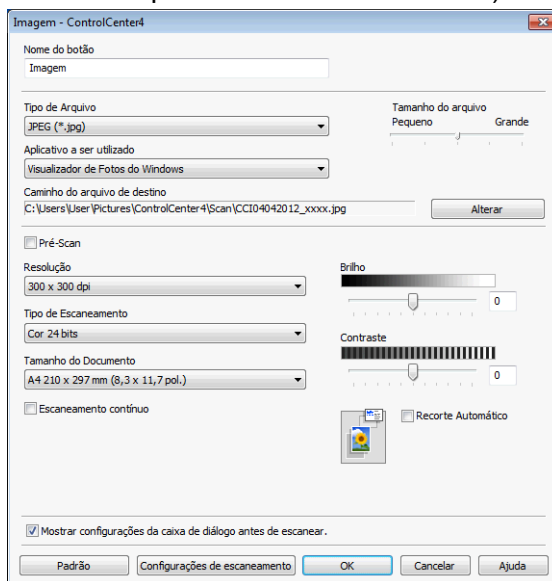 Imagem - ControlCenter4
Nome do botão
Imagem
Tipo de Arquivo
JPEG (*.jpg)
Tamanho do arquivo
Pequeno Grande
Aplicativo a ser utilizado
Visualizador de Fotos do Windows
Caminho do arquivo de destino
C:\Users\User\Pictures\ControlCenter4\Scan\CCI04042012_xxxx.jpg
Alterar
Pré-Scan
Resolução
300 x 300 dpi
Tipo de Escaneamento
Cor 24 bits
Tamanho do Documento
A4 210 x 297 mm (8,3 x 11,7 pol.)
Escaneamento contínuo
Brilho
0
Contraste
0
Recorte Automático
Mostrar configurações da caixa de diálogo antes de escanear.
Padrão Configurações de escaneamento OK Cancelar Ajuda